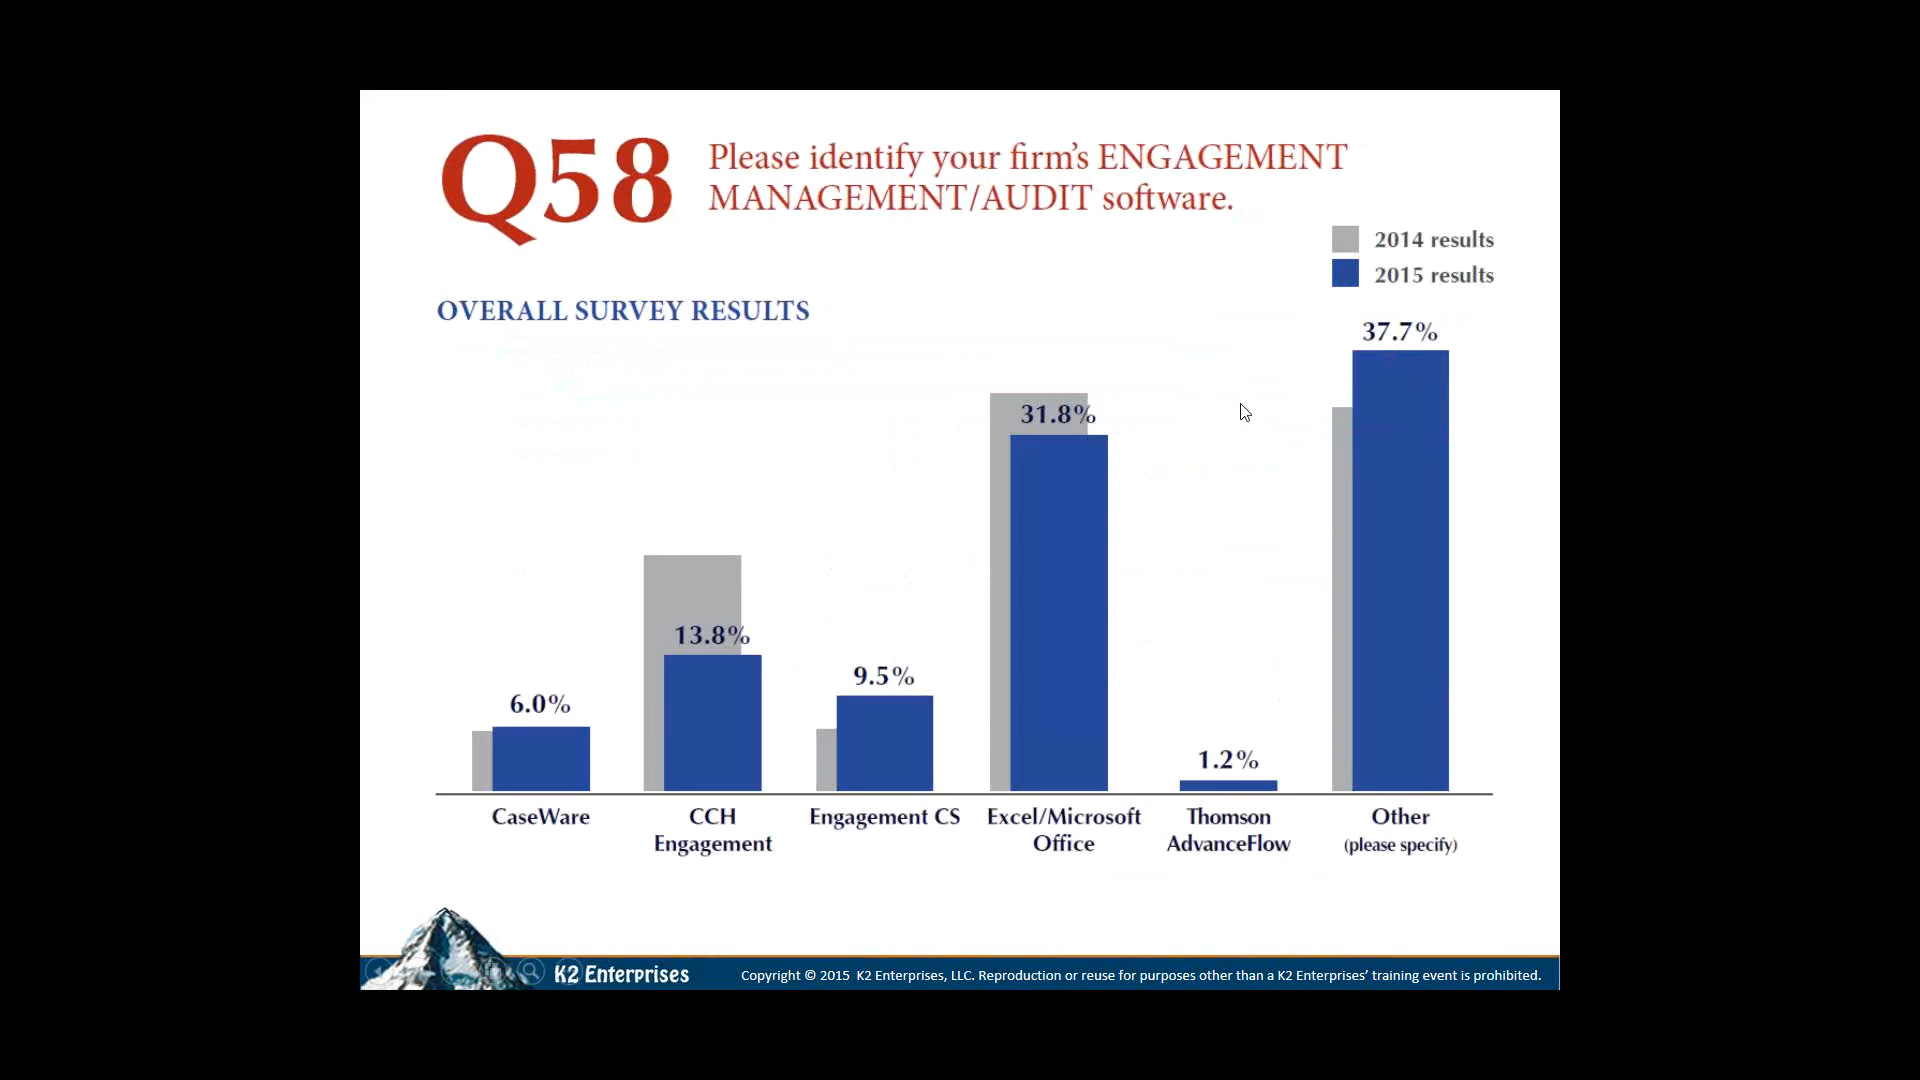 Q58
Please identify your firm's ENGAGEMENT
MANAGEMENT/AUDIT software.
2014 results
2015 results
OVERALL SURVEY RESULTS
37.7%
31.8%
13.8%
9.5%
6.0%
1.2%
CaseWare
CCH
Engagement
Engagement CS
Excel/Microsoft
Office
Thomson
AdvanceFlow
Other
(please specify)
K2 Enterprises
Copyright © 2015 K2 Enterprises, LLC. Reproduction or reuse for purposes other than a K2 Enterprises' training event is prohibited.